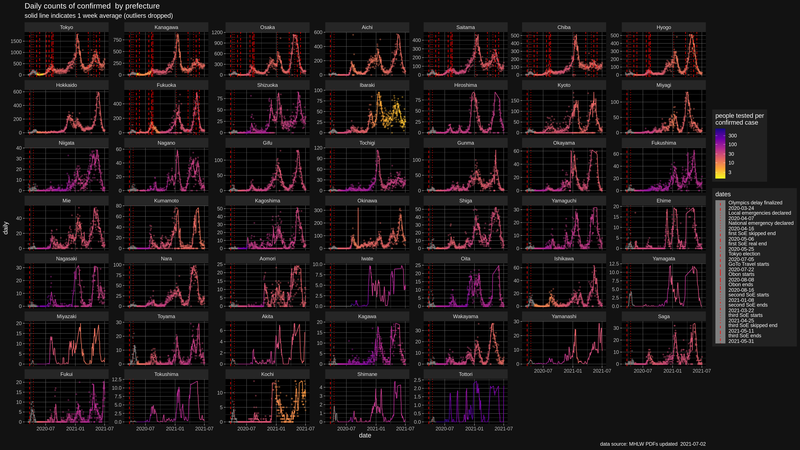 Daily counts of confirmed by prefecture
solid line indicates 1 week average (outliers dropped)
Tokyo
Kanagawa
Osaka
Aichi
Saitama
Chiba
Hyogo
Hokkaido
Fukuoka
Shizuoka
Ibaraki
Hiroshima
Kyoto
Miyagi
Niigata
Nagano
Gifu
Tochigi
Gunma
Okayama
Fukushima
Mie
Kumamoto
Kagoshima
Okinawa
Shiga
Yamaguchi
Ehime
Nagasaki
Nara
Aomori
Iwate
Oita
Ishikawa
Yamagata
Miyazaki
Toyama
Akita
Kagawa
Wakayama
Yamanashi
Saga
Fukui
Tokushima
Kochi
Shimane
Tottori
2020-07 2021-01 2021-07
daily
date
people tested per
confirmed case
300
100
30
10
3
dates
Olympics delay finalized
2020-03-24
Local emergencies declared
2020-04-07
National emergency declared
2020-04-16
first SoE skipped end
2020-05-06
first SoE real end
2020-05-25
Tokyo election
2020-07-05
GoTo Travel starts
2020-07-22
Obon starts
2020-08-08
Obon ends
2020-08-16
second SoE starts
2021-01-08
second SoE ends
2021-03-22
third SoE starts
2021-04-25
third SoE skipped end
2021-05-11
third SoE ends
2021-05-31
data source: MHLW PDFs updated 2021-07-02